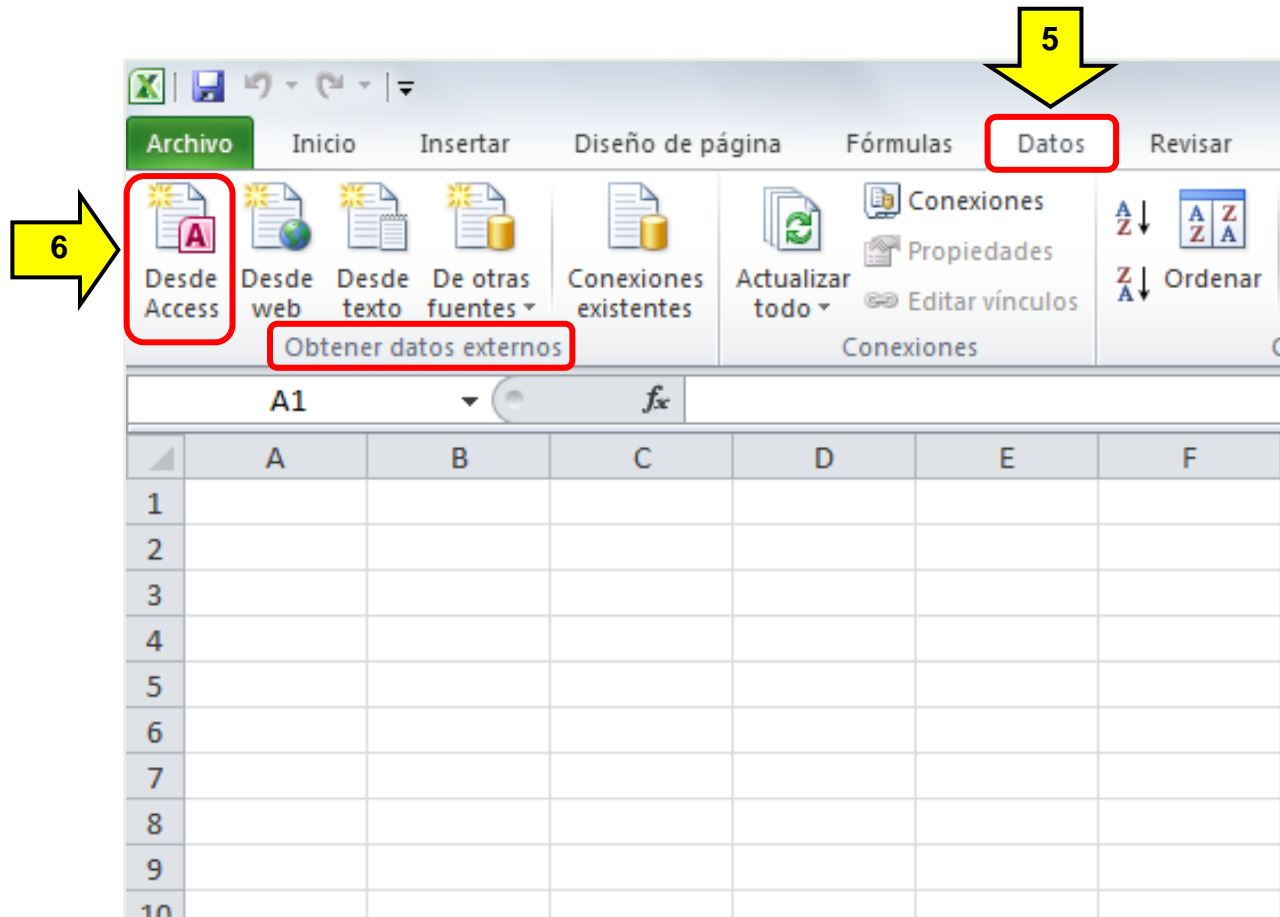 5
Archivo Inicio Insertar Diseño de página Fórmulas Datos Revisar
6
Desde Access
Desde web
Desde texto
De otras fuentes
Conexiones existentes
Obtener datos externos
Actualizar todo
Conexiones
Propiedades
Editar vínculos
Conexiones
A
Z
Z
A
A Z
Z A
Ordenar
A1 fx
A B C D E F
1
2
3
4
5
6
7
8
9
10